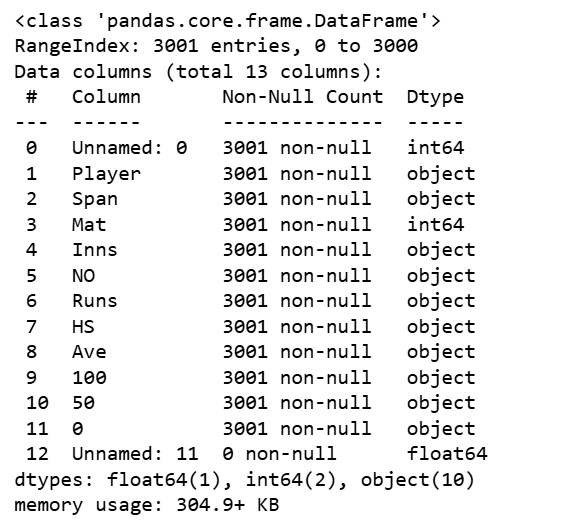 <class 'pandas.core.frame.DataFrame'>
RangeIndex: 3001 entries, 0 to 3000
Data columns (total 13 columns):
 #   Column       Non-Null Count  Dtype
---  ------       --------------  -----
 0   Unnamed: 0   3001 non-null   int64
 1   Player       3001 non-null   object
 2   Span         3001 non-null   object
 3   Mat          3001 non-null   int64
 4   Inns         3001 non-null   object
 5   NO           3001 non-null   object
 6   Runs         3001 non-null   object
 7   HS           3001 non-null   object
 8   Ave          3001 non-null   object
 9   100          3001 non-null   object
 10  50           3001 non-null   object
 11  0            3001 non-null   object
 12  Unnamed: 11  0 non-null      float64
dtypes: float64(1), int64(2), object(10)
memory usage: 304.9+ KB